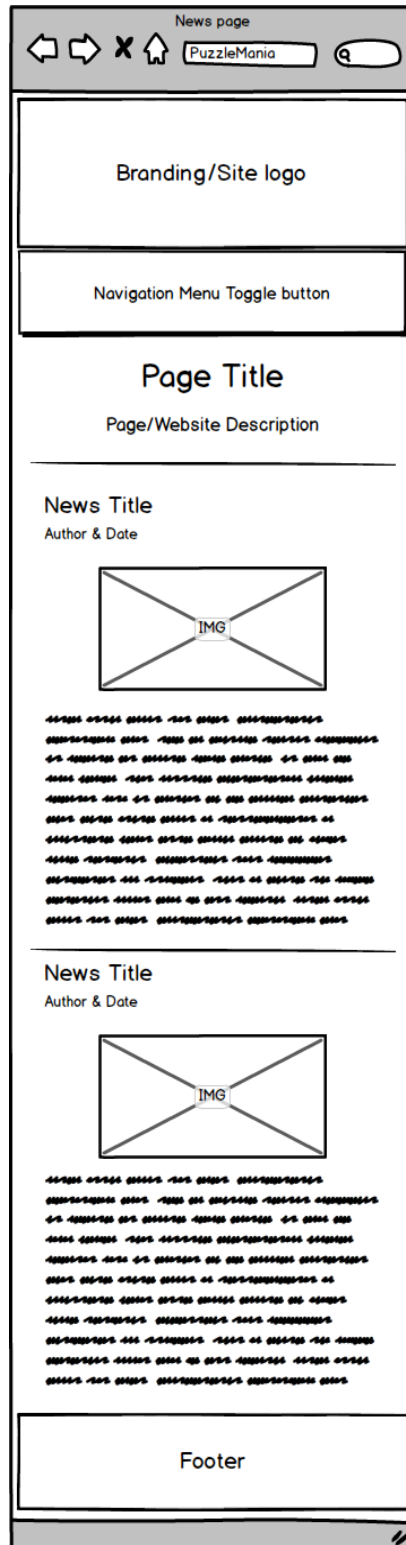 News page
PuzzleMania
Branding/Site logo
Navigation Menu Toggle button
Page Title
Page/Website Description
News Title
Author & Date
IMG
News Title
Author & Date
IMG
Footer